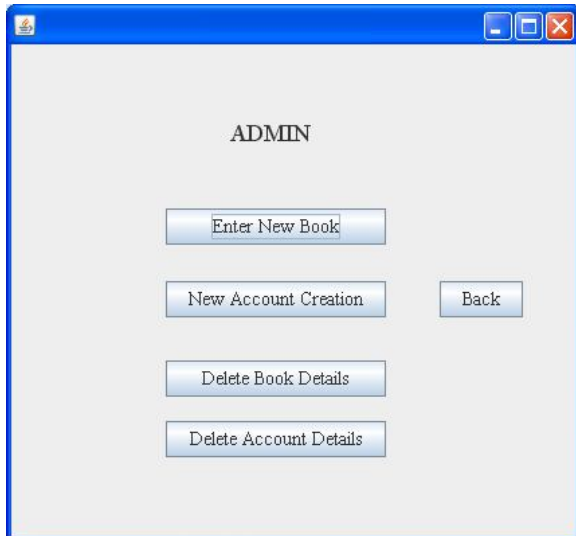 ADMIN
Enter New Book
New Account Creation
Back
Delete Book Details
Delete Account Details